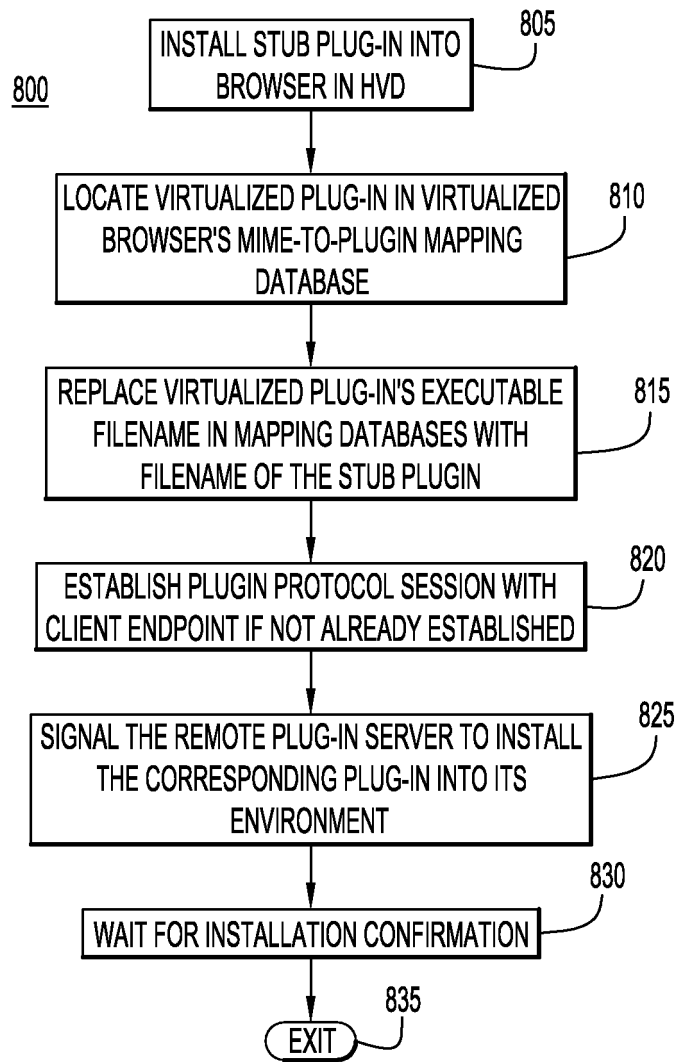 800
INSTALL STUB PLUG-IN INTO
BROWSER IN HVD
805
LOCATE VIRTUALIZED PLUG-IN IN VIRTUALIZED
BROWSER'S MIME-TO-PLUGIN MAPPING
DATABASE
810
REPLACE VIRTUALIZED PLUG-IN'S EXECUTABLE
FILENAME IN MAPPING DATABASES WITH
FILENAME OF THE STUB PLUGIN
815
ESTABLISH PLUGIN PROTOCOL SESSION WITH
CLIENT ENDPOINT IF NOT ALREADY ESTABLISHED
820
SIGNAL THE REMOTE PLUG-IN SERVER TO INSTALL
THE CORRESPONDING PLUG-IN INTO ITS
ENVIRONMENT
825
WAIT FOR INSTALLATION CONFIRMATION
830
EXIT
835